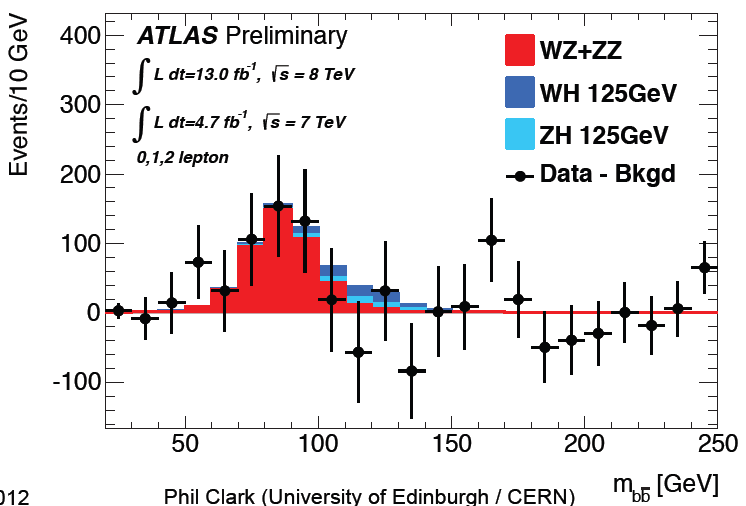 Events/10 GeV
400
300
200
100
0
-100
50
100
150
200
250
ATLAS Preliminary
∫ L dt=13.0 fb⁻¹, √s = 8 TeV
∫ L dt=4.7 fb⁻¹, √s = 7 TeV
0,1,2 lepton
WZ+ZZ
WH 125GeV
ZH 125GeV
Data - Bkgd
m_bb̅ [GeV]
012
Phil Clark (University of Edinburgh / CERN)